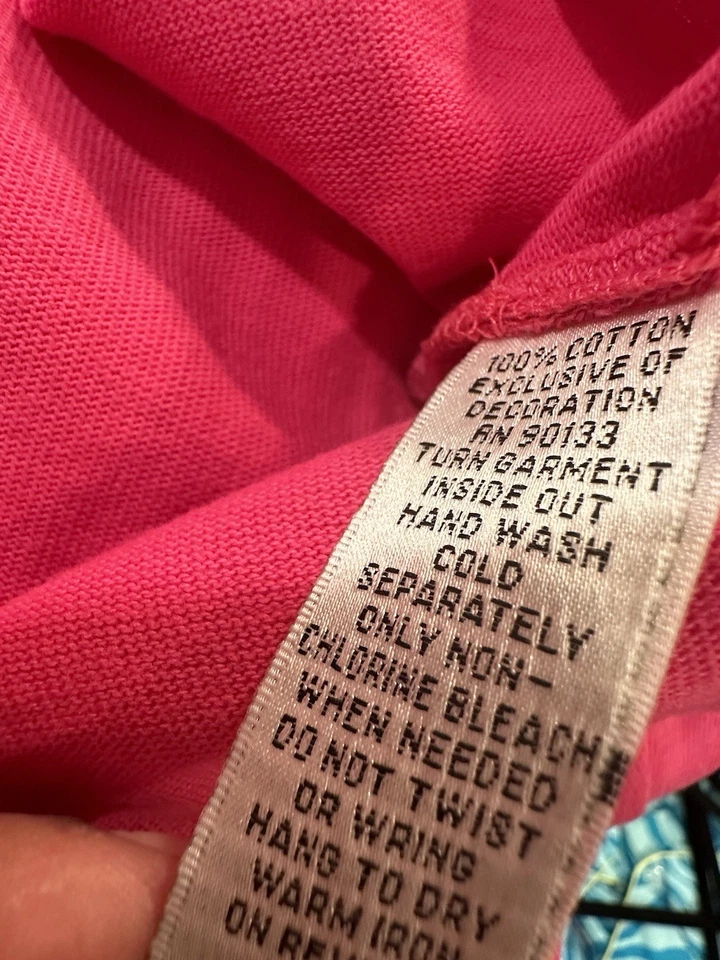 100% COTTON
EXCLUSIVE OF
DECORATION
RN 90133
TURN GARMENT
INSIDE OUT
HAND WASH
COLD
SEPARATELY
ONLY NON-
CHLORINE BLEACH
WHEN NEEDED
DO NOT TWIST
OR WRING
HANG TO DRY
WARM IRON
ON